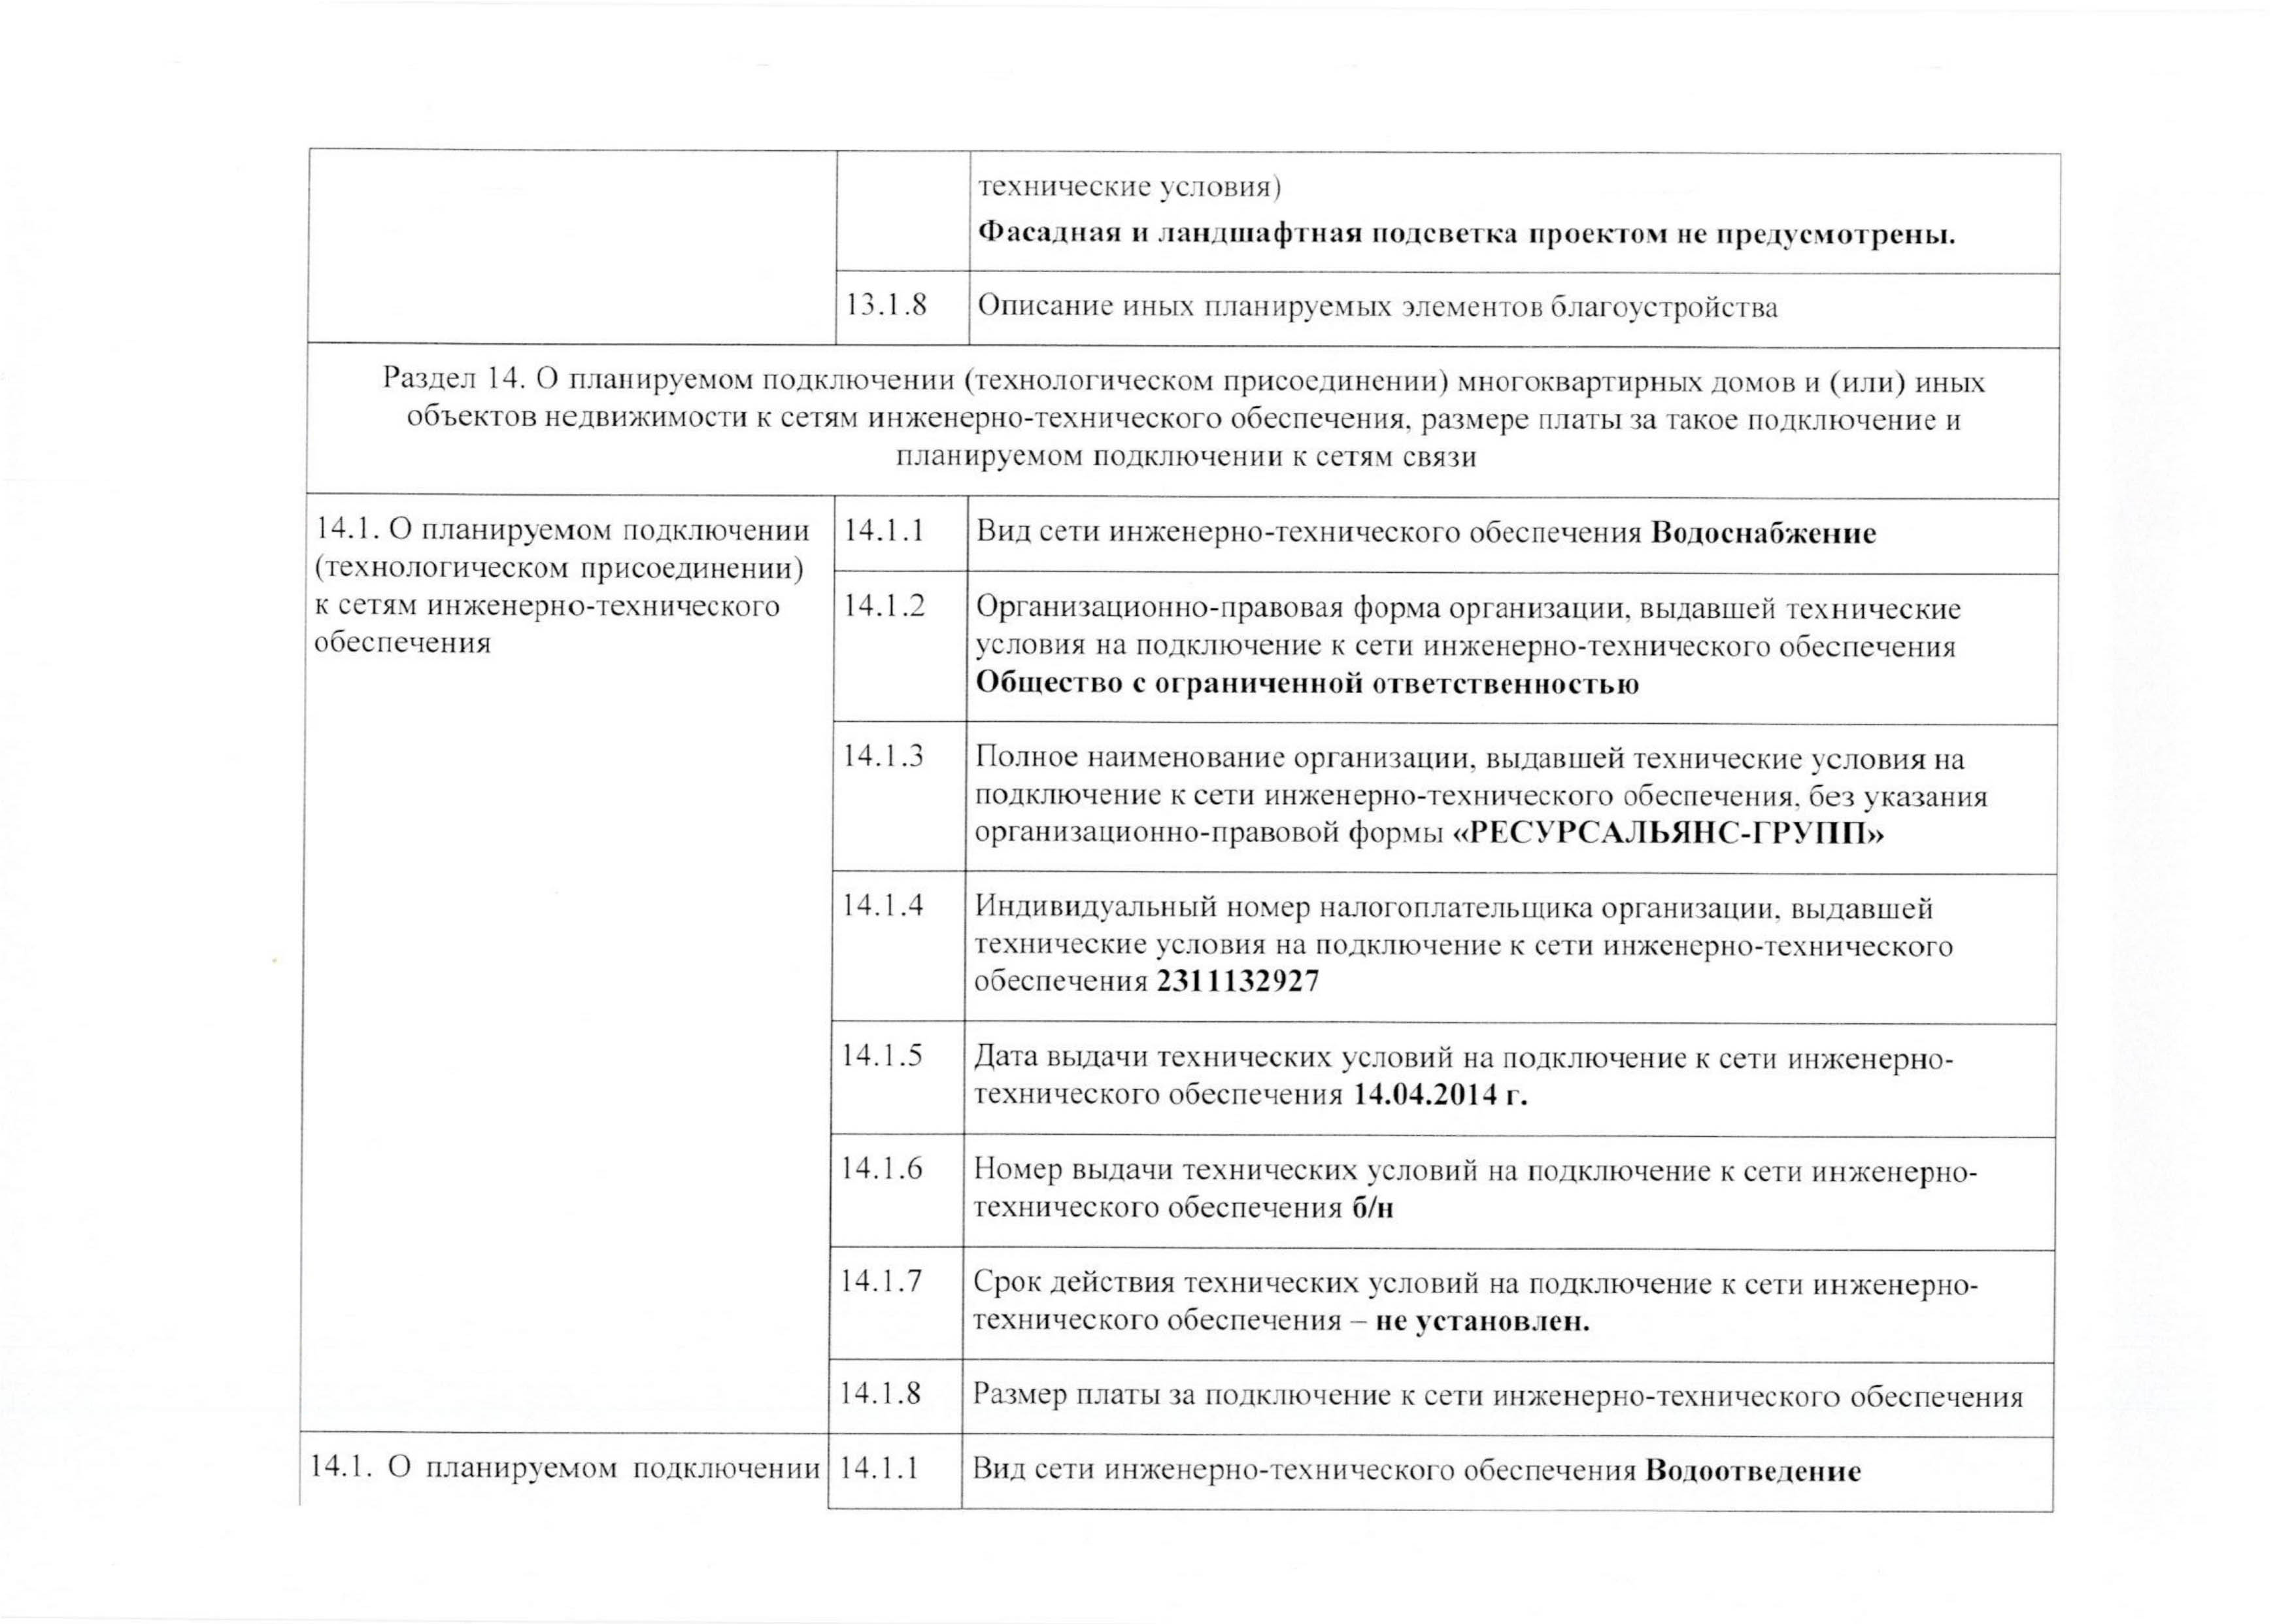 технические условия)
Фасадная и ландшафтная подсветка проектом не предусмотрены.
13.1.8 Описание иных планируемых элементов благоустройства
Раздел 14. О планируемом подключении (технологическом присоединении) многоквартирных домов и (или) иных
объектов недвижимости к сетям инженерно-технического обеспечения, размере платы за такое подключение и
планируемом подключении к сетям связи
14.1. О планируемом подключении
(технологическом присоединении)
к сетям инженерно-технического
обеспечения
14.1.1 Вид сети инженерно-технического обеспечения Водоснабжение
14.1.2 Организационно-правовая форма организации, выдавшей технические
условия на подключение к сети инженерно-технического обеспечения
Общество с ограниченной ответственностью
14.1.3 Полное наименование организации, выдавшей технические условия на
подключение к сети инженерно-технического обеспечения, без указания
организационно-правовой формы «РЕСУРСАЛЬЯНС-ГРУПП»
14.1.4 Индивидуальный номер налогоплательщика организации, выдавшей
технические условия на подключение к сети инженерно-технического
обеспечения 2311132927
14.1.5 Дата выдачи технических условий на подключение к сети инженерно-
технического обеспечения 14.04.2014 г.
14.1.6 Номер выдачи технических условий на подключение к сети инженерно-
технического обеспечения б/н
14.1.7 Срок действия технических условий на подключение к сети инженерно-
технического обеспечения – не установлен.
14.1.8 Размер платы за подключение к сети инженерно-технического обеспечения
14.1. О планируемом подключении
14.1.1 Вид сети инженерно-технического обеспечения Водоотведение